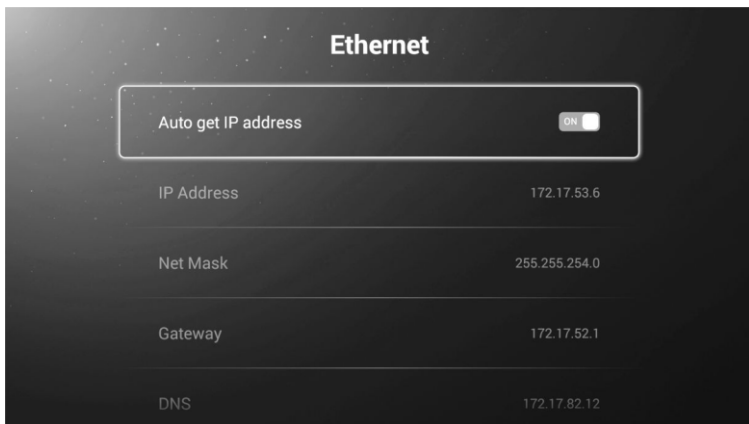 Ethernet
Auto get IP address ON
IP Address 172.17.53.6
Net Mask 255.255.254.0
Gateway 172.17.52.1
DNS 172.17.82.12